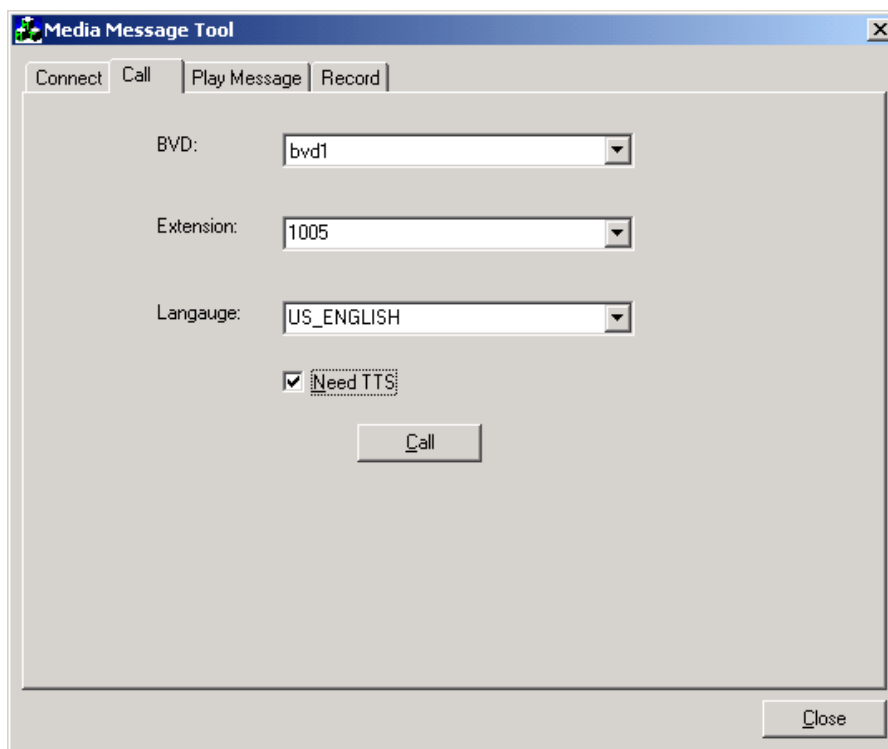 Media Message Tool
Connect Call Play Message Record
BVD: bvd1
Extension: 1005
Langauge: US_ENGLISH
Need TTS
Call
Close